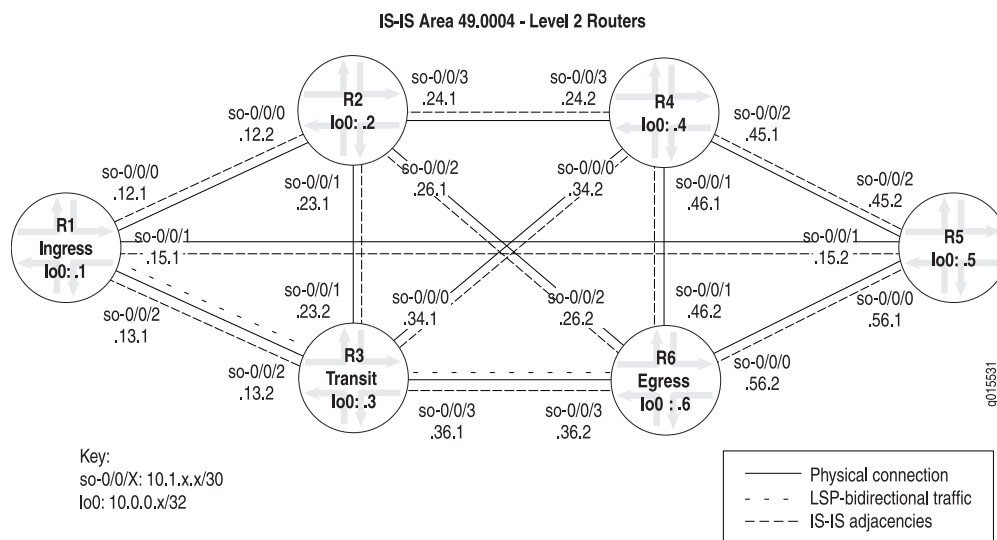 IS-IS Area 49.0004 - Level 2 Routers
R2
lo0: .2
so-0/0/3
.24.1
so-0/0/3
.24.2
R4
lo0: .4
so-0/0/0
.12.2
so-0/0/2
.45.1
so-0/0/0
.12.1
so-0/0/1
.23.1
so-0/0/2
.26.1
so-0/0/0
.34.2
so-0/0/1
.46.1
so-0/0/2
.45.2
R1
Ingress
lo0: .1
so-0/0/1
.15.1
so-0/0/1
.15.2
R5
lo0: .5
so-0/0/2
.13.1
so-0/0/1
.23.2
so-0/0/0
.34.1
so-0/0/2
.26.2
so-0/0/1
.46.2
so-0/0/0
.56.1
so-0/0/2
.13.2
R3
Transit
lo0: .3
R6
Egress
lo0 : .6
so-0/0/0
.56.2
so-0/0/3
.36.1
so-0/0/3
.36.2
g015531
Key:
so-0/0/X: 10.1.x.x/30
lo0: 10.0.0.x/32
Physical connection
LSP-bidirectional traffic
IS-IS adjacencies